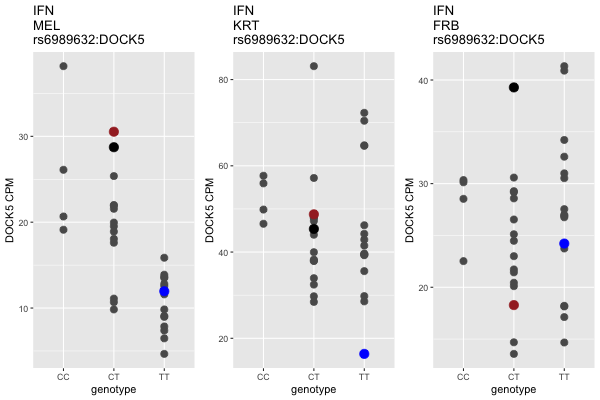 IFN
MEL
rs6989632:DOCK5
DOCK5 CPM
30
20
10
CC
CT
TT
genotype
IFN
KRT
rs6989632:DOCK5
DOCK5 CPM
80
60
40
20
CC
CT
TT
genotype
IFN
FRB
rs6989632:DOCK5
DOCK5 CPM
40
30
20
CC
CT
TT
genotype